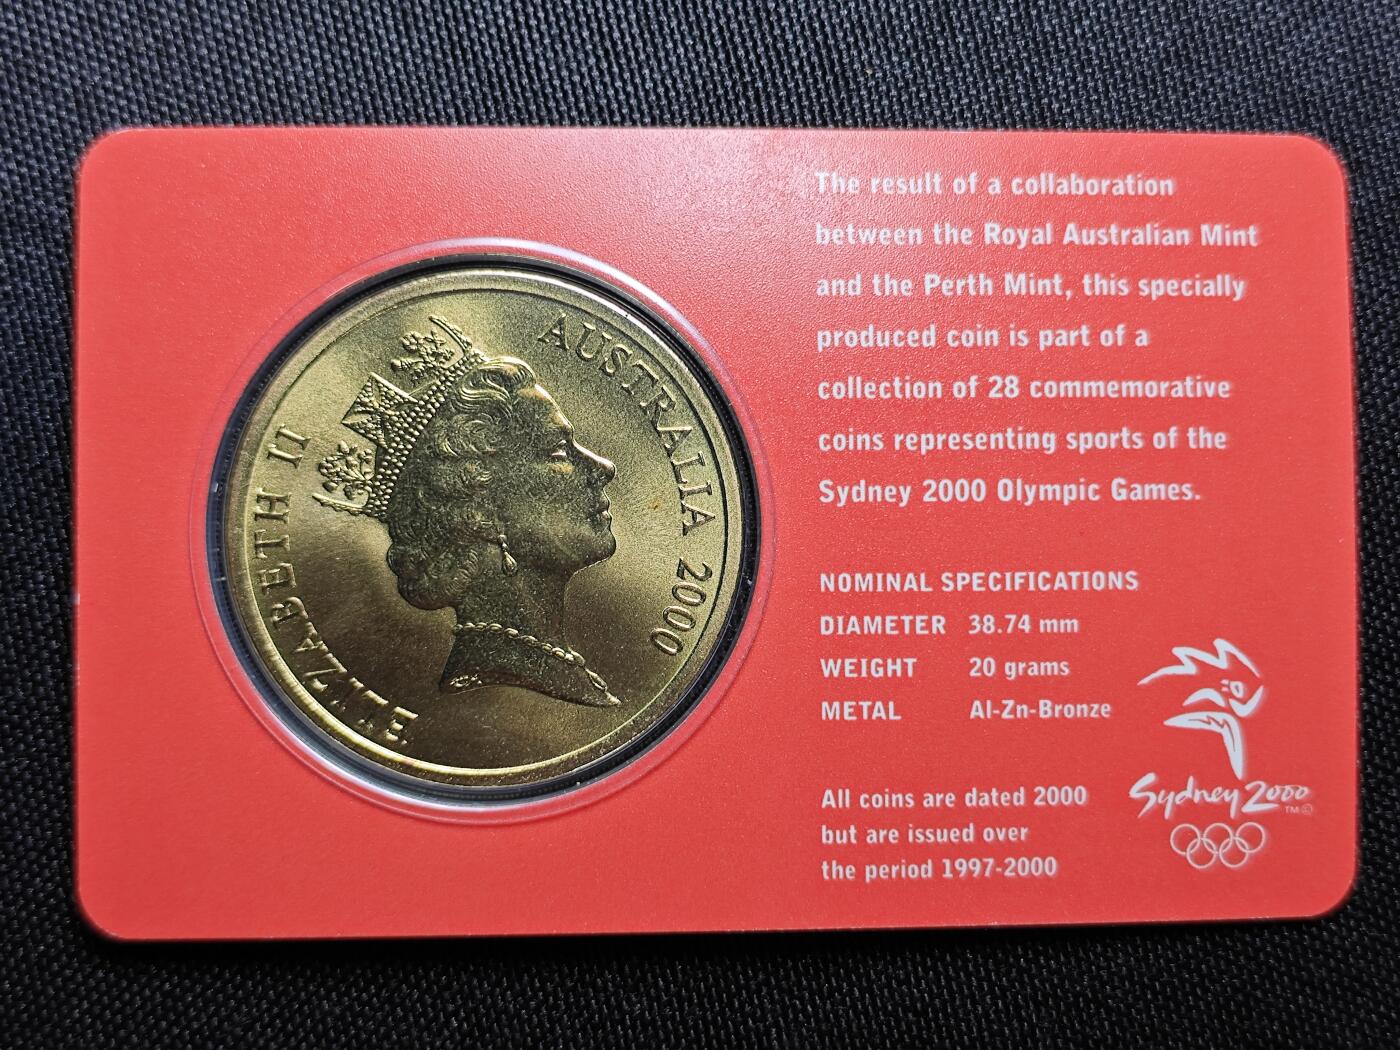 ELIZABETH II
AUSTRALIA 2000
The result of a collaboration
between the Royal Australian Mint
and the Perth Mint, this specially
produced coin is part of a
collection of 28 commemorative
coins representing sports of the
Sydney 2000 Olympic Games.
NOMINAL SPECIFICATIONS
DIAMETER 38.74 mm
WEIGHT 20 grams
METAL Al-Zn-Bronze
All coins are dated 2000
but are issued over
the period 1997-2000
Sydney 2000
TM ©